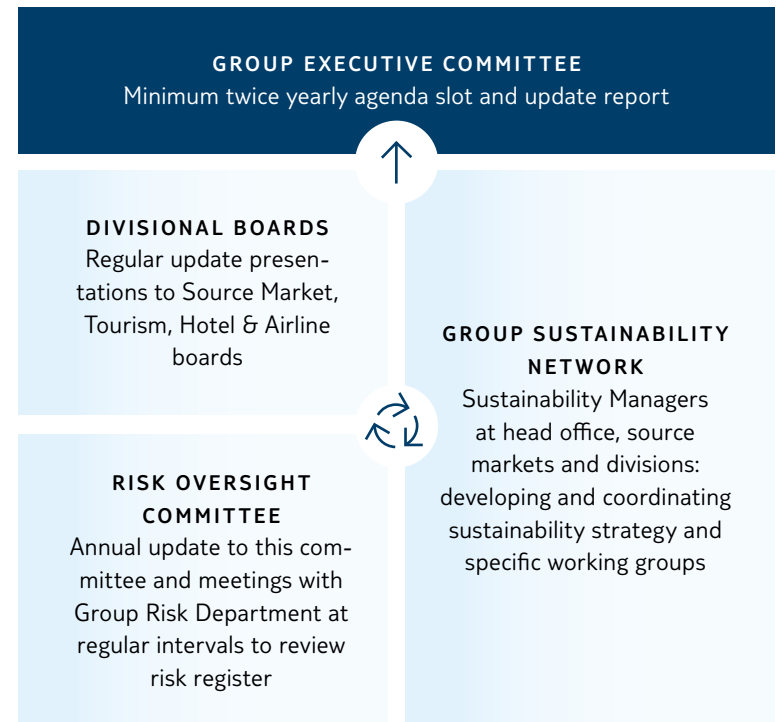 GROUP EXECUTIVE COMMITTEE
Minimum twice yearly agenda slot and update report
DIVISIONAL BOARDS
Regular update presen-
tations to Source Market,
Tourism, Hotel & Airline
boards
RISK OVERSIGHT
COMMITTEE
Annual update to this com-
mittee and meetings with
Group Risk Department at
regular intervals to review
risk register
GROUP SUSTAINABILITY
NETWORK
Sustainability Managers
at head office, source
markets and divisions:
developing and coordinating
sustainability strategy and
specific working groups